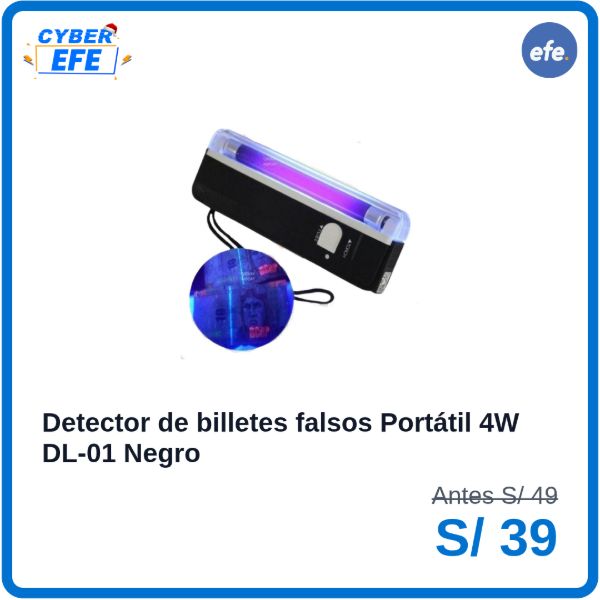 CYBER
EFE
efe.
Detector de billetes falsos Portátil 4W
DL-01 Negro
Antes S/ 49
S/ 39